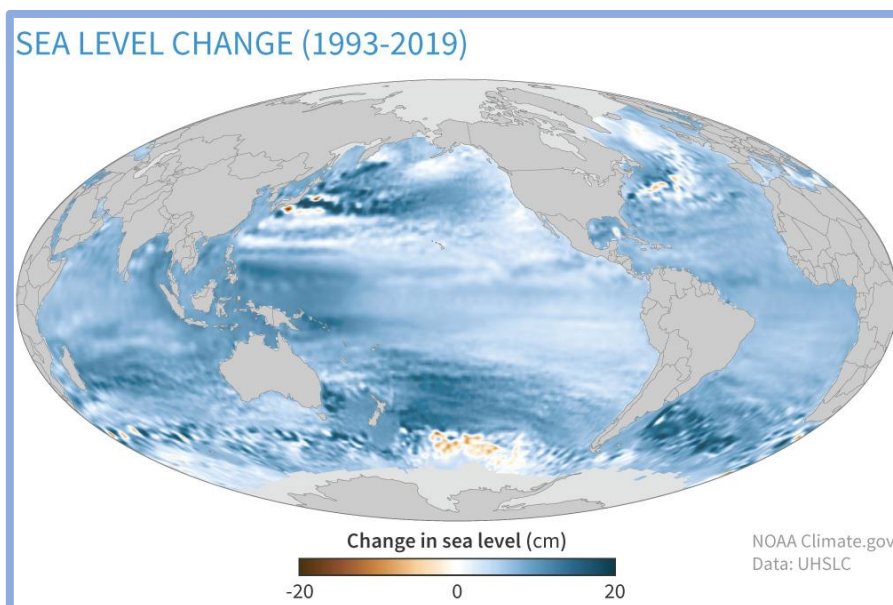 SEA LEVEL CHANGE (1993-2019)
Change in sea level (cm)
-20 0 20
NOAA Climate.gov
Data: UHSLC